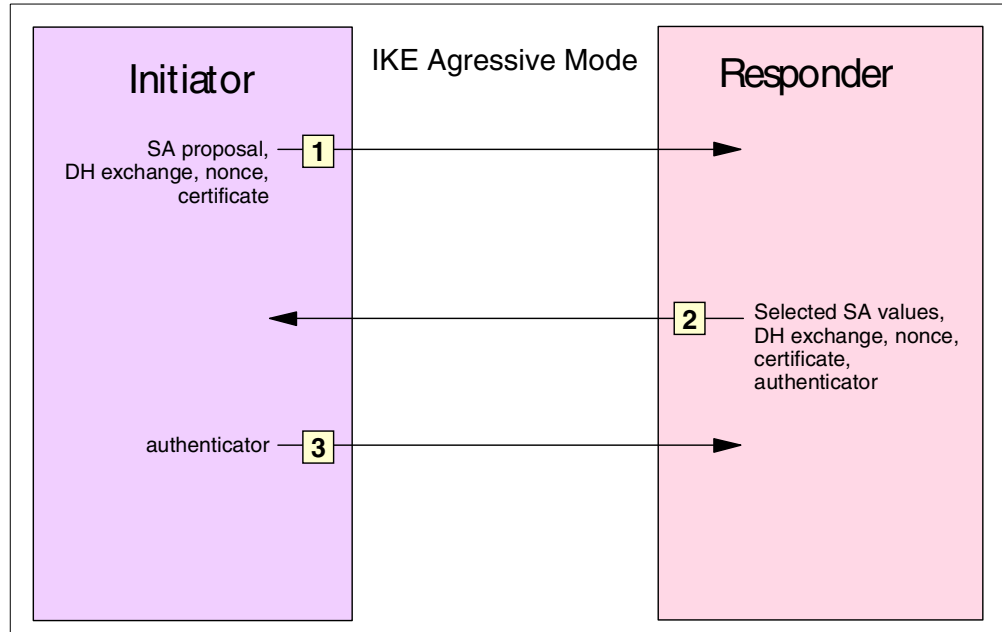 IKE Agressive Mode
Initiator
Responder
SA proposal,
DH exchange, nonce,
certificate
1
2
Selected SA values,
DH exchange, nonce,
certificate,
authenticator
authenticator
3